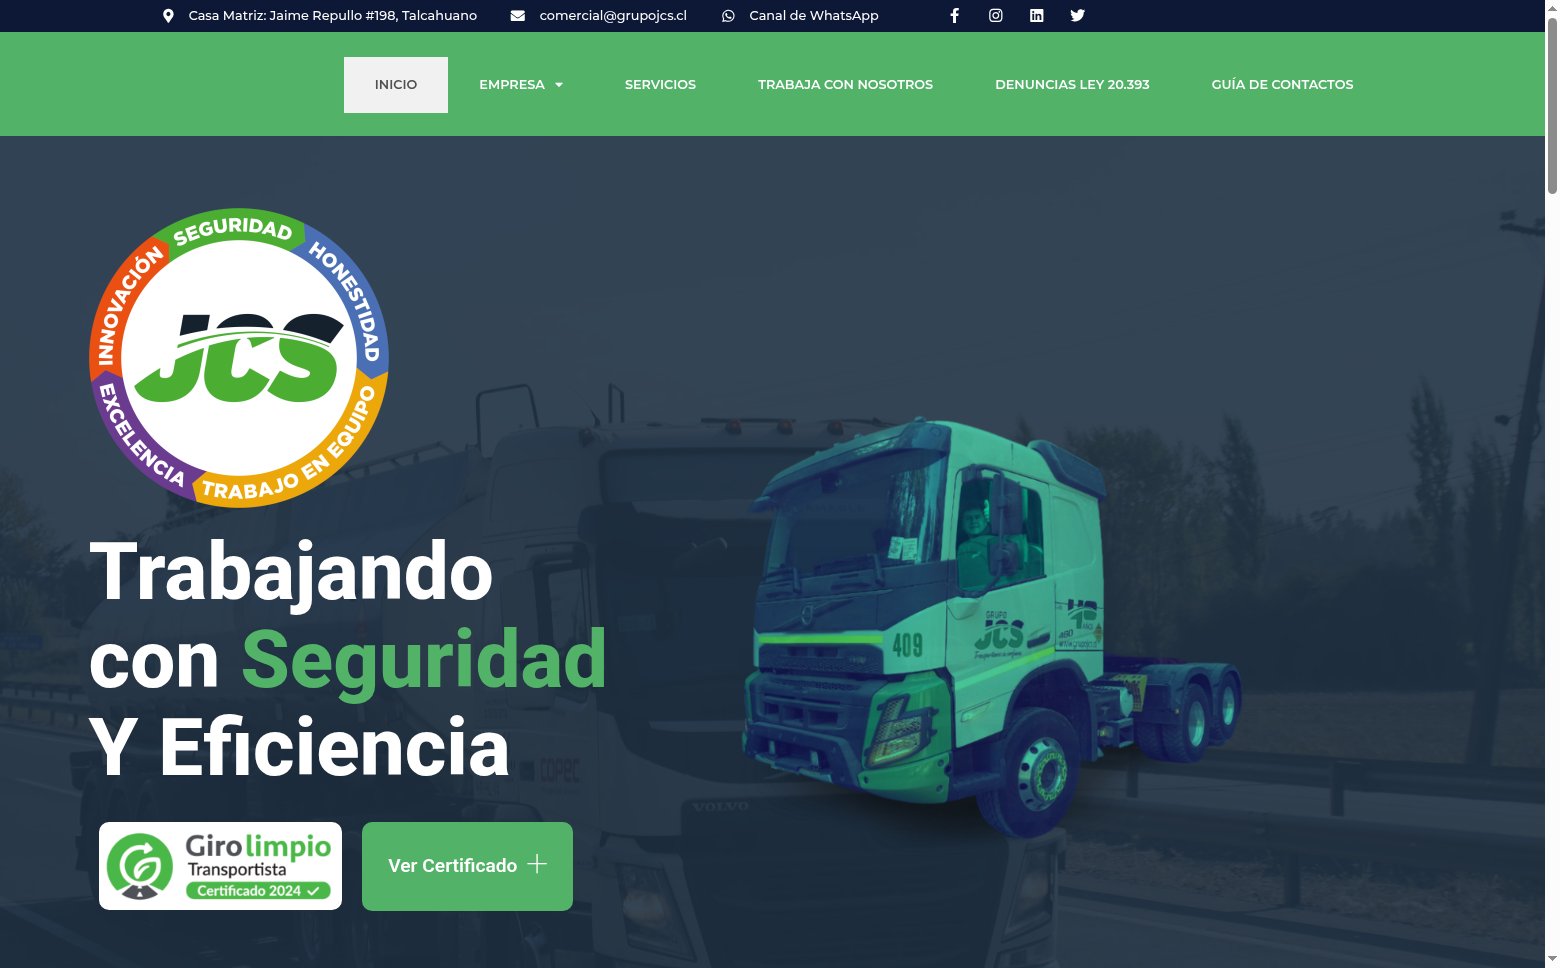 Casa Matriz: Jaime Repullo #198, Talcahuano
comercial@grupojcs.cl
Canal de WhatsApp
INICIO
EMPRESA
SERVICIOS
TRABAJA CON NOSOTROS
DENUNCIAS LEY 20.393
GUÍA DE CONTACTOS
SEGURIDAD
HONESTIDAD
TRABAJO EN EQUIPO
EXCELENCIA
INNOVACIÓN
JCS
Trabajando
con Seguridad
Y Eficiencia
Girolimpio
Transportista
Certificado 2024
Ver Certificado
409
GRUPO
JCS
460
COPEC
VOLVO